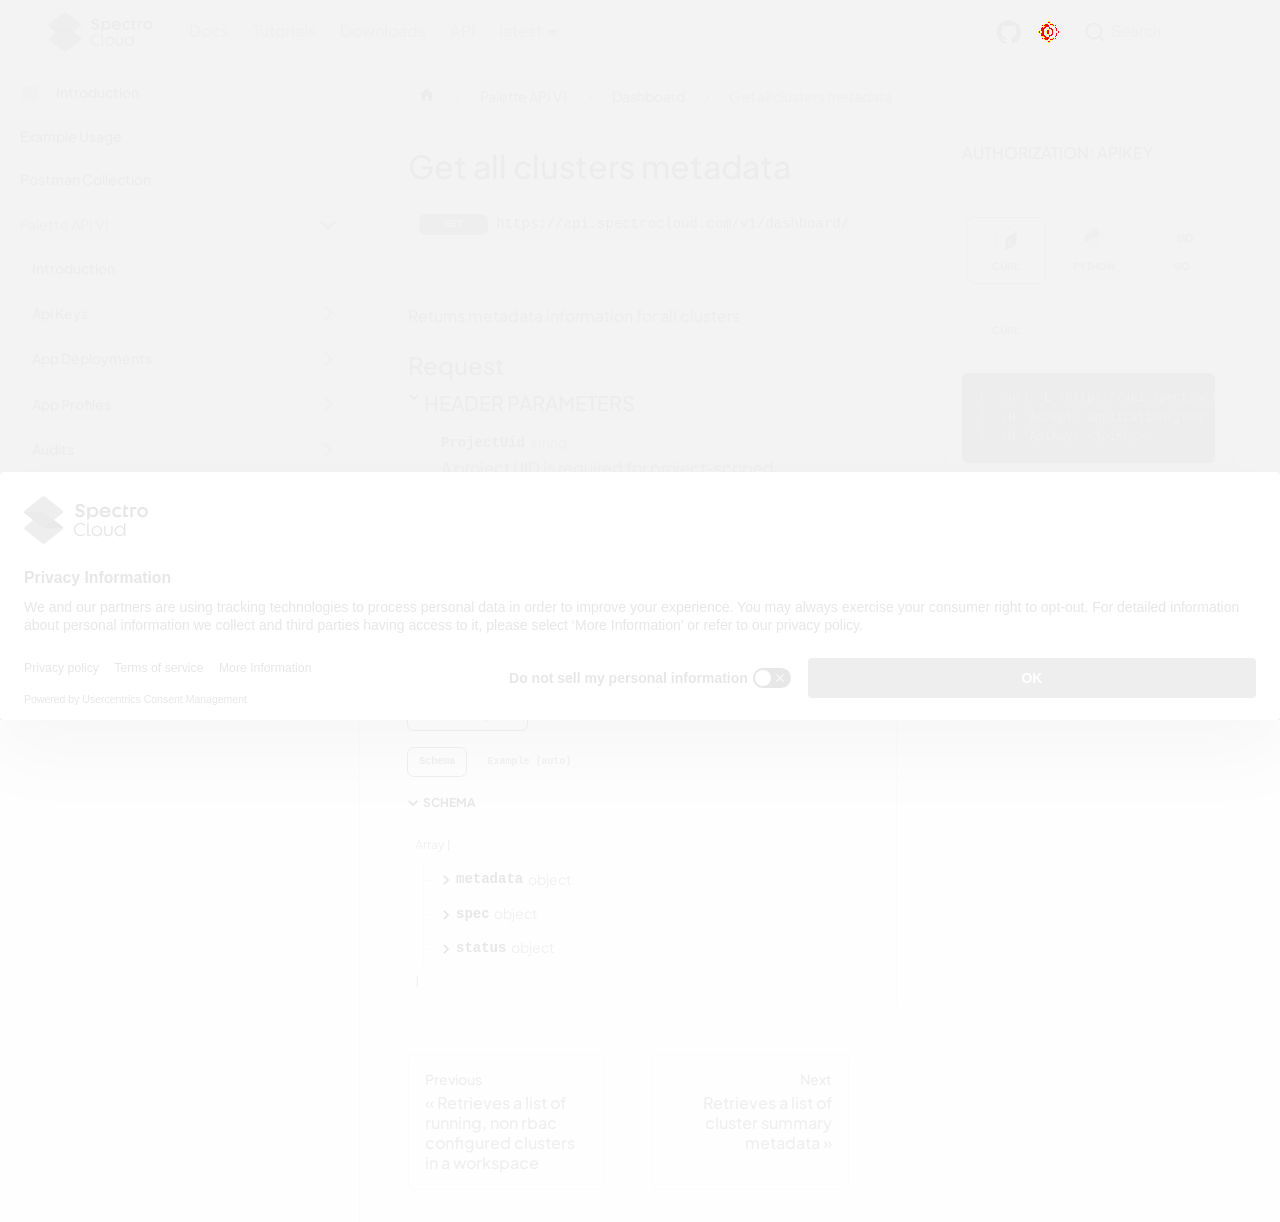 Spectro
Cloud
Docs Tutorials Downloads API latest
Search
Introduction
Example Usage
Postman Collection
Palette API V1
Introduction
Api Keys
App Deployments
App Profiles
Audits
Palette API V1
Dashboard
Get all clusters metadata
Get all clusters metadata
GET https://api.spectrocloud.com/v1/dashboard/
Returns metadata information for all clusters
Request
HEADER PARAMETERS
ProjectUid string
A project UID is required for project-scoped
AUTHORIZATION: APIKEY
CURL PYTHON GO
CURL
Spectro
Cloud
Privacy Information
We and our partners are using tracking technologies to process personal data in order to improve your experience. You may always exercise your consumer right to opt-out. For detailed information
about personal information we collect and third parties having access to it, please select ‘More Information’ or refer to our privacy policy.
Privacy policy Terms of service More Information
Powered by Usercentrics Consent Management
Do not sell my personal information
OK
Schema Example (auto)
SCHEMA
Array [
metadata object
spec object
status object
]
Previous
« Retrieves a list of
running, non rbac
configured clusters
in a workspace
Next
Retrieves a list of
cluster summary
metadata »